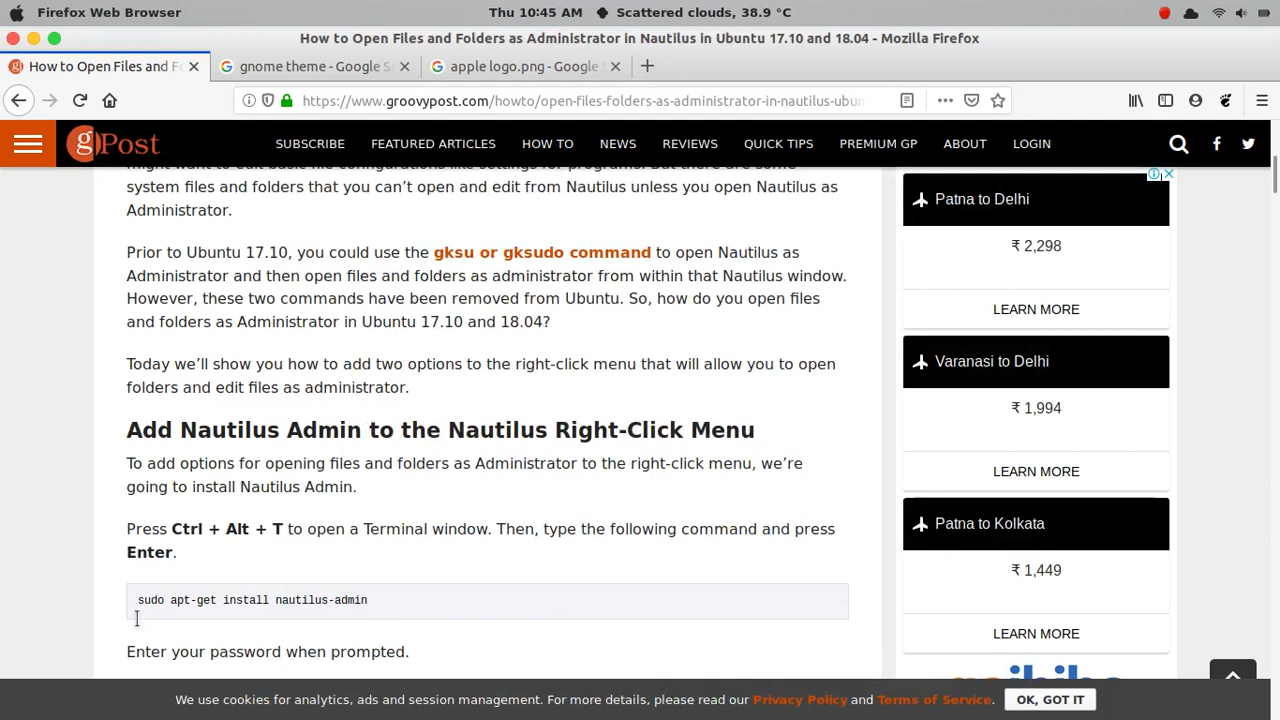 Firefox Web Browser
Thu 10:45 AM
Scattered clouds, 38.9 °C
How to Open Files and Folders as Administrator in Nautilus in Ubuntu 17.10 and 18.04 - Mozilla Firefox
How to Open Files and F
gnome theme - Google S
apple logo.png - Google S
https://www.groovypost.com/howto/open-files-folders-as-administrator-in-nautilus-ubun
gPost
SUBSCRIBE
FEATURED ARTICLES
HOW TO
NEWS
REVIEWS
QUICK TIPS
PREMIUM GP
ABOUT
LOGIN
might want to edit basic configurations like settings for programs. But there are some
system files and folders that you can't open and edit from Nautilus unless you open Nautilus as
Administrator.
Prior to Ubuntu 17.10, you could use the gksu or gksudo command to open Nautilus as
Administrator and then open files and folders as administrator from within that Nautilus window.
However, these two commands have been removed from Ubuntu. So, how do you open files
and folders as Administrator in Ubuntu 17.10 and 18.04?
Today we'll show you how to add two options to the right-click menu that will allow you to open
folders and edit files as administrator.
Add Nautilus Admin to the Nautilus Right-Click Menu
To add options for opening files and folders as Administrator to the right-click menu, we're
going to install Nautilus Admin.
Press Ctrl + Alt + T to open a Terminal window. Then, type the following command and press
Enter.
sudo apt-get install nautilus-admin
Enter your password when prompted.
Patna to Delhi
₹ 2,298
LEARN MORE
Varanasi to Delhi
₹ 1,994
LEARN MORE
Patna to Kolkata
₹ 1,449
LEARN MORE
We use cookies for analytics, ads and session management. For more details, please read our Privacy Policy and Terms of Service.
OK, GOT IT